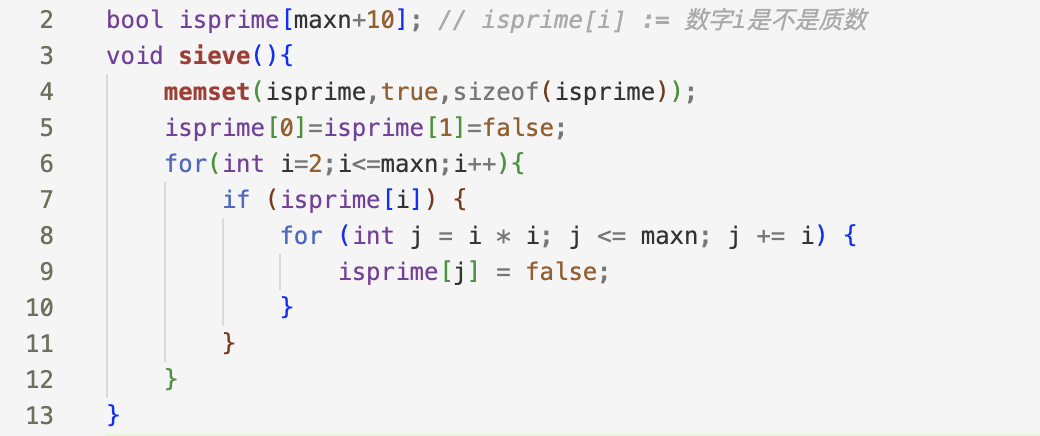 2 bool isprime[maxn+10]; // isprime[i] := 数字i是不是质数
3 void sieve(){
4     memset(isprime,true,sizeof(isprime));
5     isprime[0]=isprime[1]=false;
6     for(int i=2;i<=maxn;i++){
7         if (isprime[i]) {
8             for (int j = i * i; j <= maxn; j += i) {
9                 isprime[j] = false;
10             }
11         }
12     }
13 }